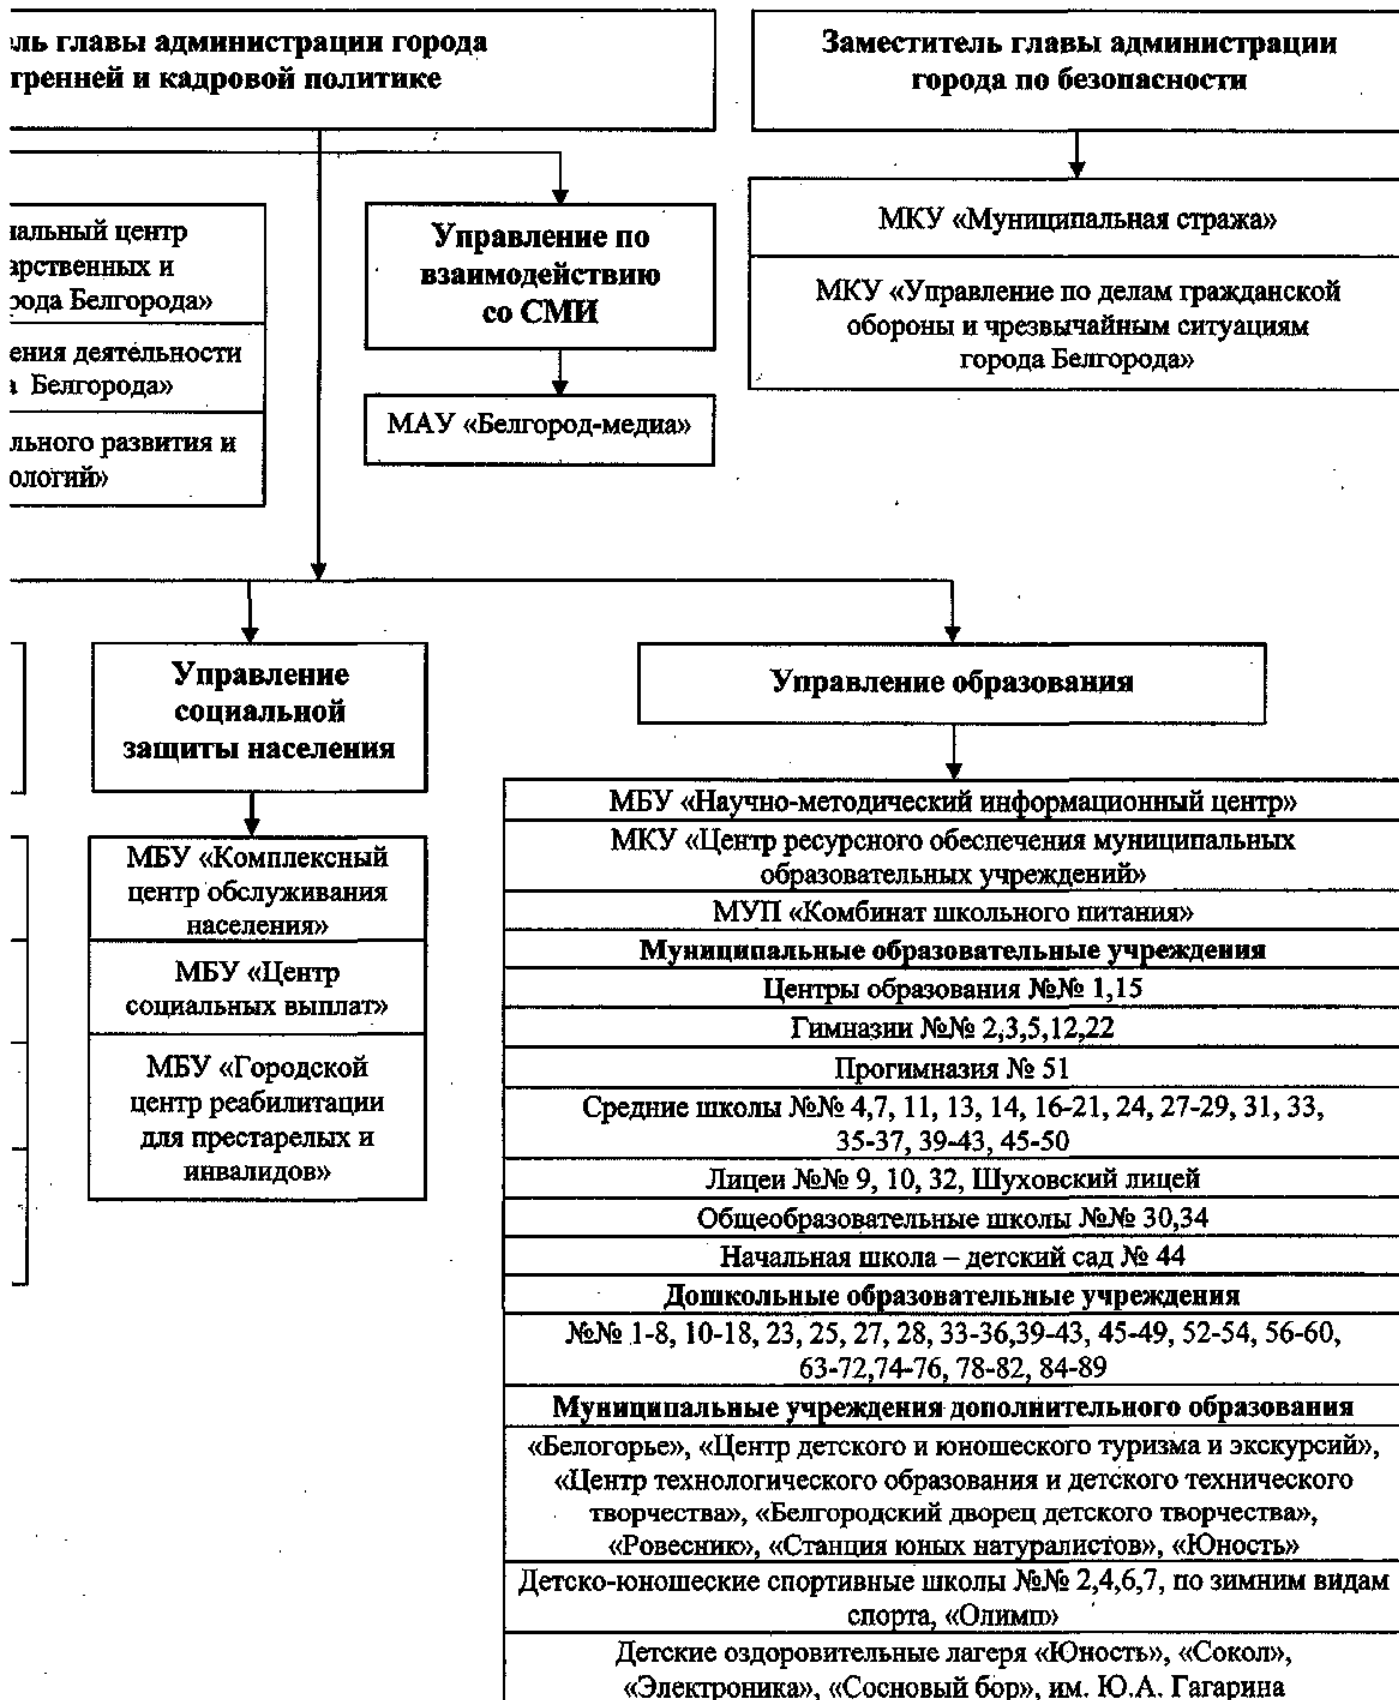 ль главы администрации города
тренней и кадровой политике
Заместитель главы администрации
города по безопасности
альный центр
арственных и
рода Белгорода»
ения деятельности
а Белгорода»
льного развития и
ологий»
Управление по
взаимодействию
со СМИ
МАУ «Белгород-медиа»
МКУ «Муниципальная стража»
МКУ «Управление по делам гражданской
обороны и чрезвычайным ситуациям
города Белгорода»
Управление
социальной
защиты населения
МБУ «Комплексный
центр обслуживания
населения»
МБУ «Центр
социальных выплат»
МБУ «Городской
центр реабилитации
для престарелых и
инвалидов»
Управление образования
МБУ «Научно-методический информационный центр»
МКУ «Центр ресурсного обеспечения муниципальных
образовательных учреждений»
МУП «Комбинат школьного питания»
Муниципальные образовательные учреждения
Центры образования №№ 1,15
Гимназии №№ 2,3,5,12,22
Прогимназия № 51
Средние школы №№ 4,7, 11, 13, 14, 16-21, 24, 27-29, 31, 33,
35-37, 39-43, 45-50
Лицеи №№ 9, 10, 32, Шуховский лицей
Общеобразовательные школы №№ 30,34
Начальная школа – детский сад № 44
Дошкольные образовательные учреждения
№№ 1-8, 10-18, 23, 25, 27, 28, 33-36,39-43, 45-49, 52-54, 56-60,
63-72,74-76, 78-82, 84-89
Муниципальные учреждения дополнительного образования
«Белогорье», «Центр детского и юношеского туризма и экскурсий»,
«Центр технологического образования и детского технического
творчества», «Белгородский дворец детского творчества»,
«Ровесник», «Станция юных натуралистов», «Юность»
Детско-юношеские спортивные школы №№ 2,4,6,7, по зимним видам
спорта, «Олимп»
Детские оздоровительные лагеря «Юность», «Сокол»,
«Электроника», «Сосновый бор», им. Ю.А. Гагарина